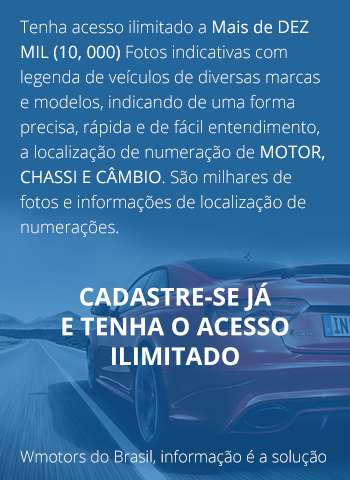 Tenha acesso ilimitado a Mais de DEZ
MIL (10, 000) Fotos indicativas com
legenda de veículos de diversas marcas
e modelos, indicando de uma forma
precisa, rápida e de fácil entendimento,
a localização de numeração de MOTOR,
CHASSI E CÂMBIO. São milhares de
fotos e informações de localização de
numerações.
CADASTRE-SE JÁ
E TENHA O ACESSO
ILIMITADO
IN
Wmotors do Brasil, informação é a solução